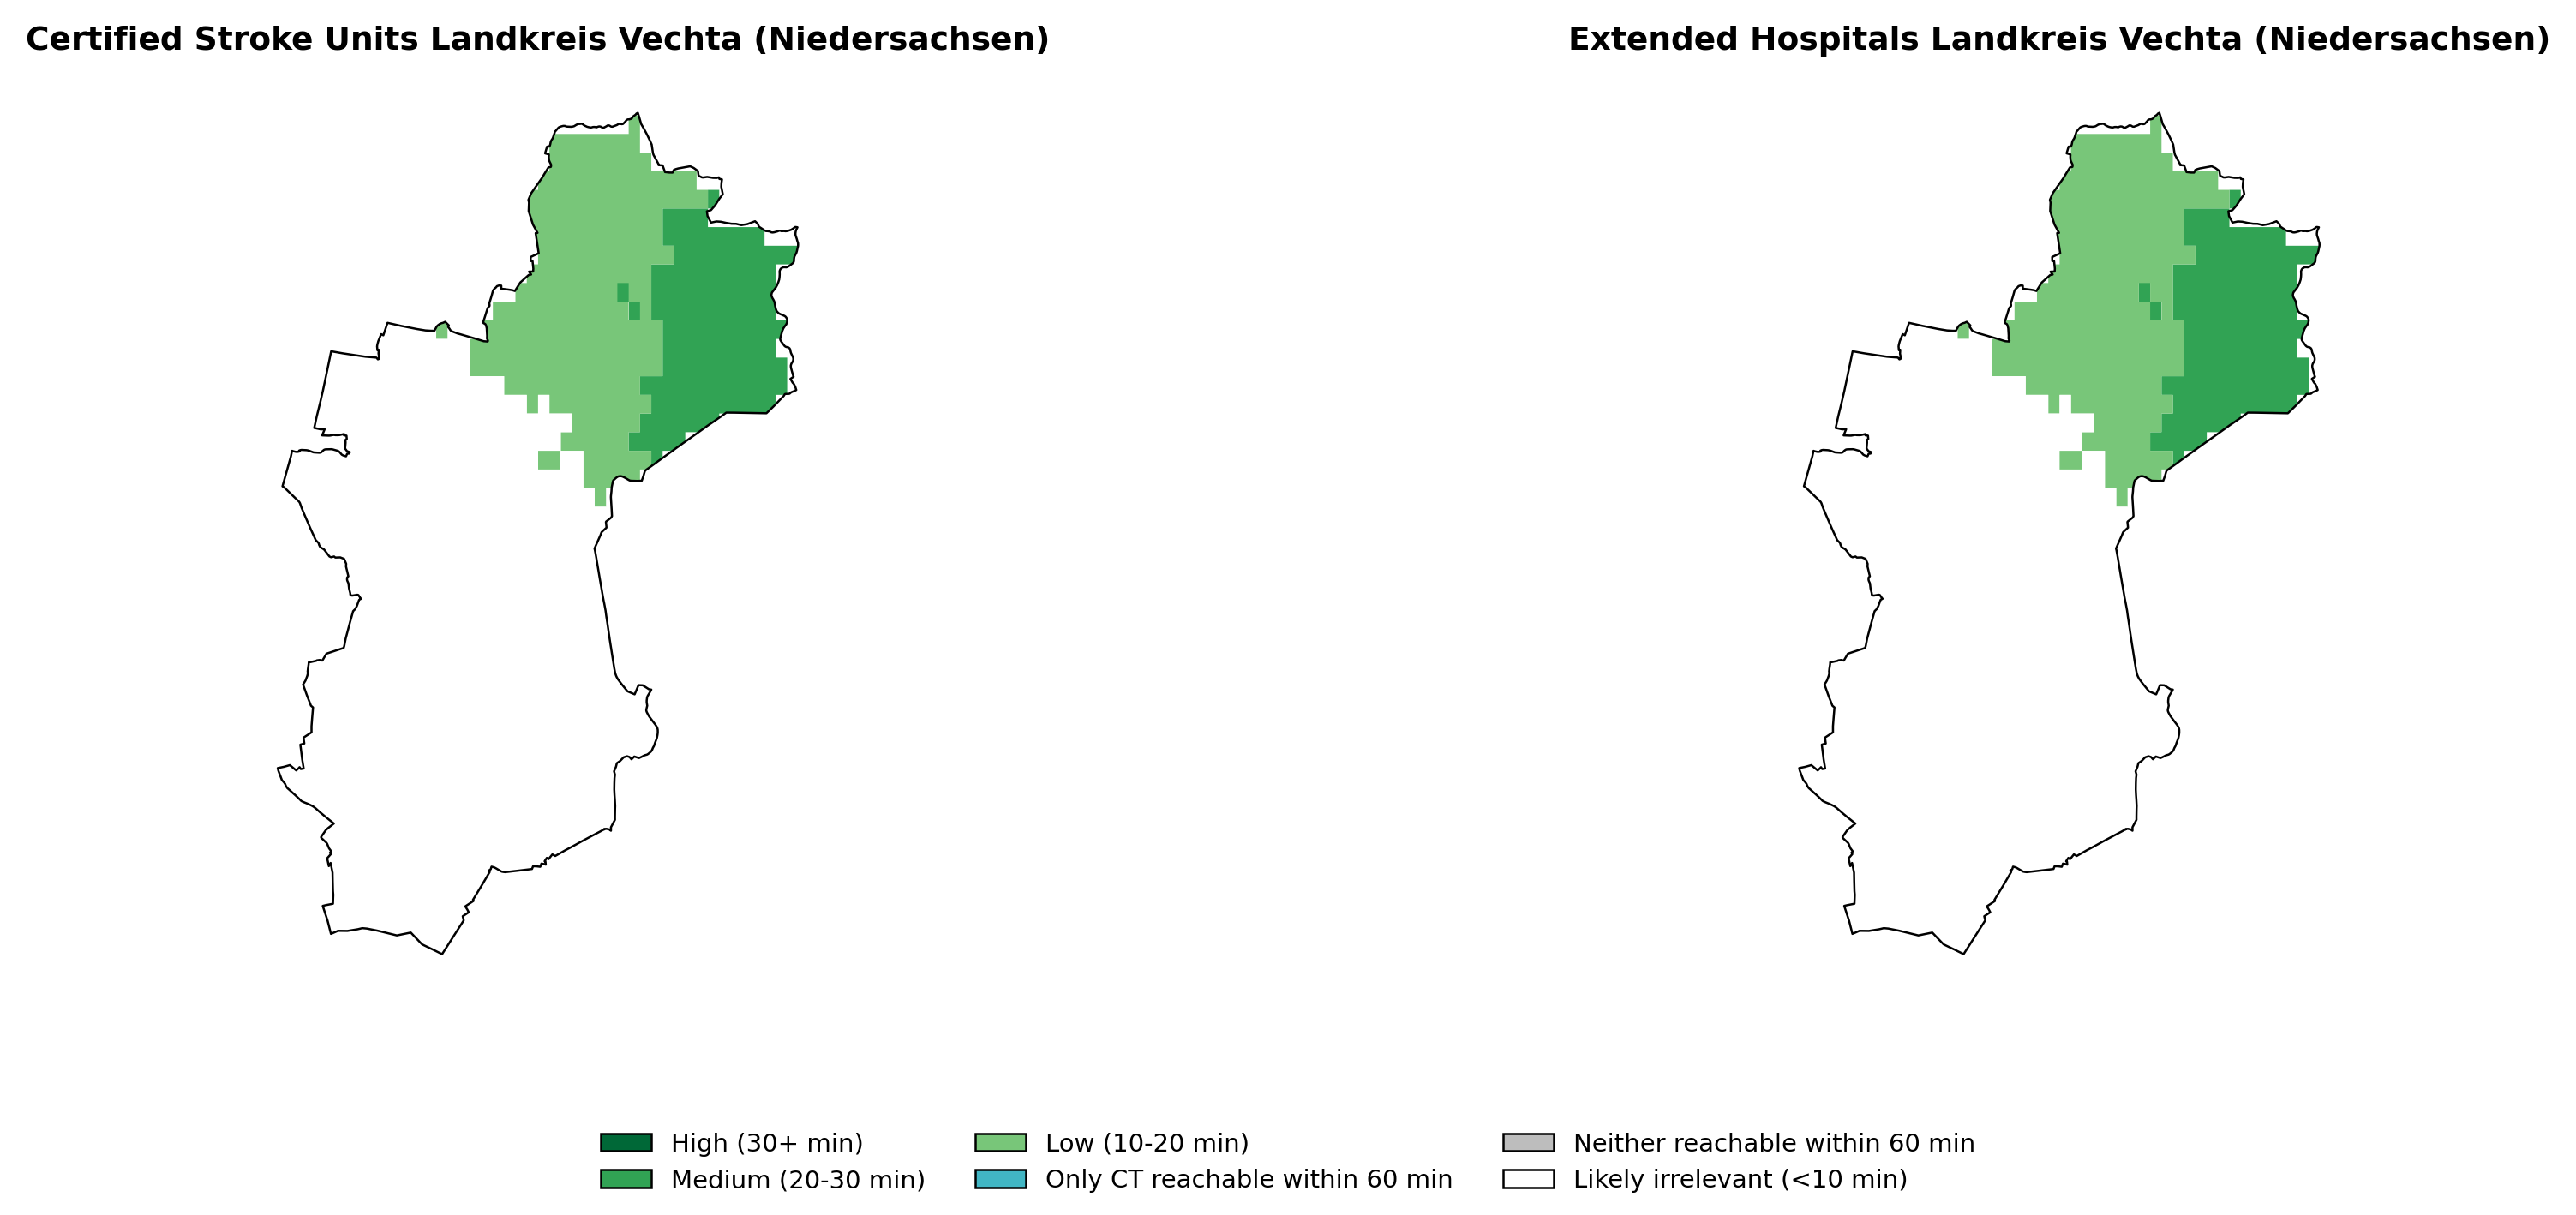 Certified Stroke Units Landkreis Vechta (Niedersachsen)
Extended Hospitals Landkreis Vechta (Niedersachsen)
High (30+ min)
Medium (20-30 min)
Low (10-20 min)
Only CT reachable within 60 min
Neither reachable within 60 min
Likely irrelevant (<10 min)